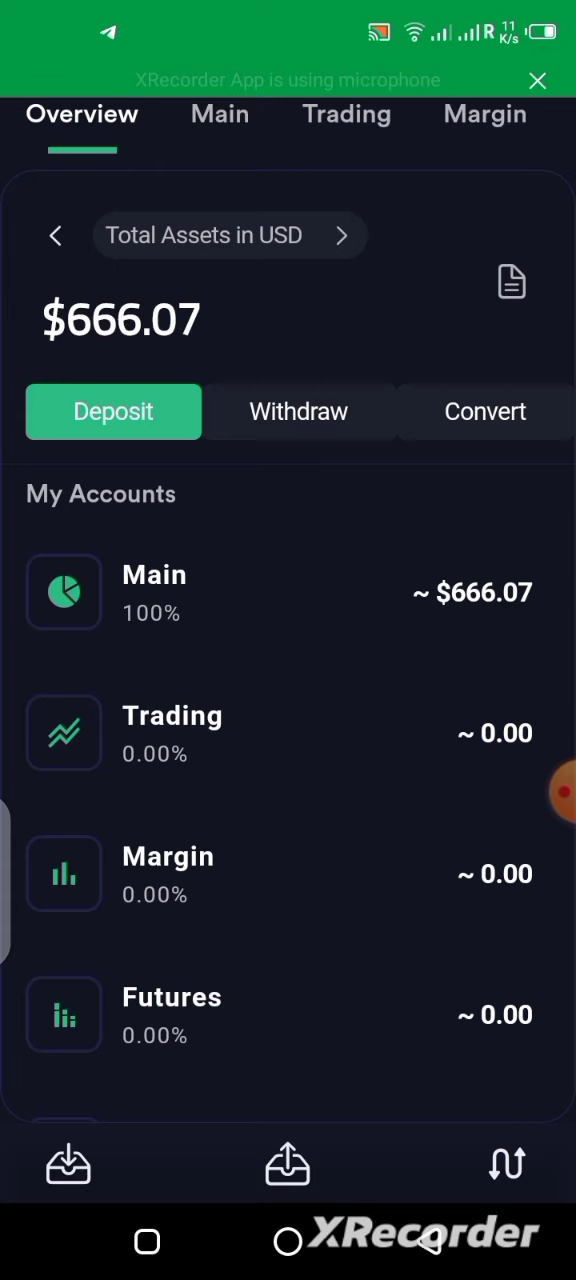 R 11 K/s
XRecorder App is using microphone
Overview Main Trading Margin
Total Assets in USD
$666.07
Deposit Withdraw Convert
My Accounts
Main
~ $666.07
100%
Trading
~ 0.00
0.00%
Margin
~ 0.00
0.00%
Futures
~ 0.00
0.00%
XRecorder